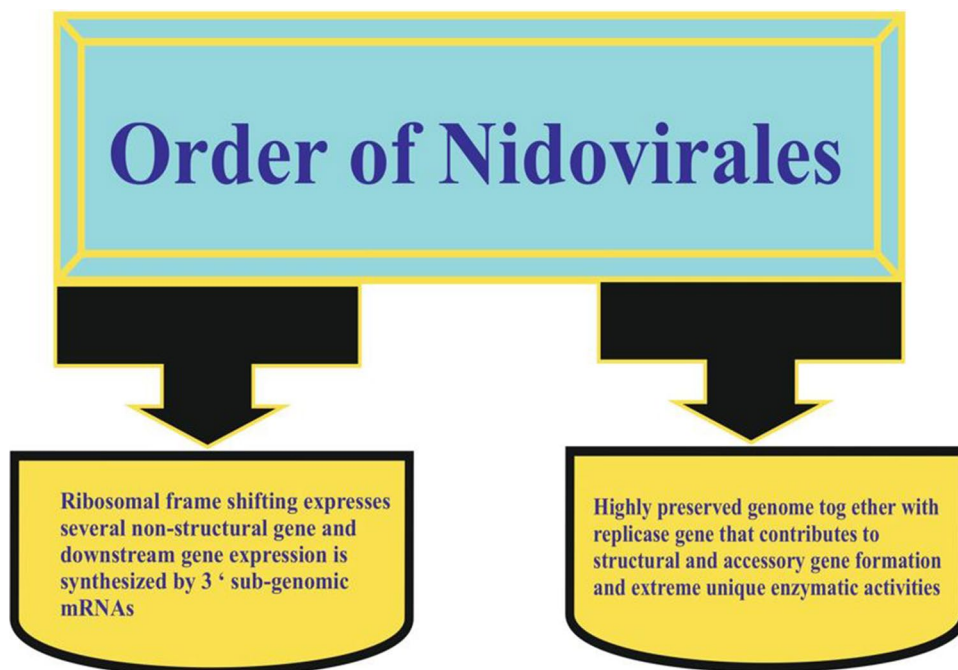 Order of Nidovirales
Ribosomal frame shifting expresses
several non-structural gene and
downstream gene expression is
synthesized by 3 ‘ sub-genomic
mRNAs
Highly preserved genome tog ether with
replicase gene that contributes to
structural and accessory gene formation
and extreme unique enzymatic activities